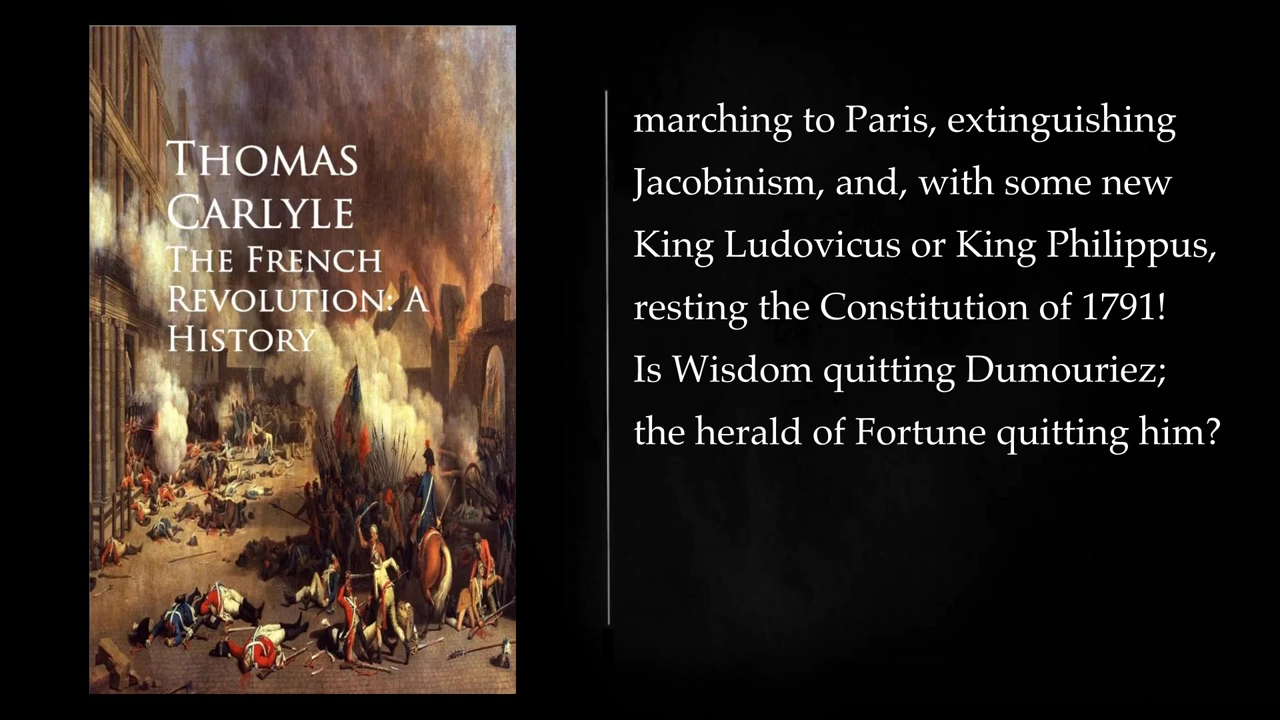 THOMAS
CARLYLE
THE FRENCH
REVOLUTION: A
HISTORY
marching to Paris, extinguishing
Jacobinism, and, with some new
King Ludovicus or King Philippus,
resting the Constitution of 1791!
Is Wisdom quitting Dumouriez;
the herald of Fortune quitting him?